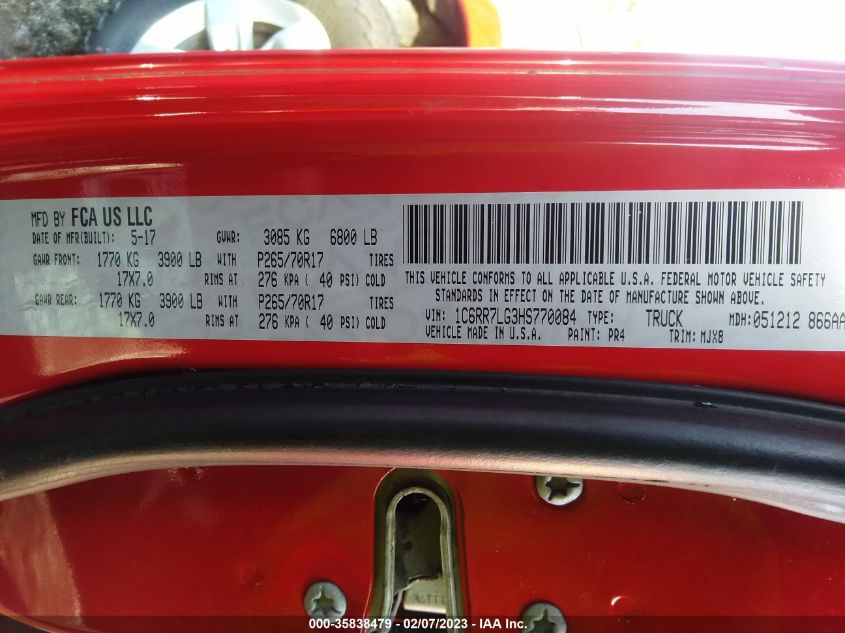 MFD BY FCA US LLC
DATE OF MFR(BUILT): 5-17 GVWR: 3085 KG 6800 LB
GAWR FRONT: 1770 KG 3900 LB WITH P265/70R17 TIRES
17X7.0 RIMS AT 276 KPA ( 40 PSI) COLD
GAWR REAR: 1770 KG 3900 LB WITH P265/70R17 TIRES
17X7.0 RIMS AT 276 KPA ( 40 PSI) COLD
THIS VEHICLE CONFORMS TO ALL APPLICABLE U.S.A. FEDERAL MOTOR VEHICLE SAFETY
STANDARDS IN EFFECT ON THE DATE OF MANUFACTURE SHOWN ABOVE.
VIN: 1C6RR7LG3HS770084 TYPE: TRUCK MDH: 051212 866AA
VEHICLE MADE IN U.S.A. PAINT: PR4 TRIM: MJX8
000-35838479 - 02/07/2023 - IAA Inc.